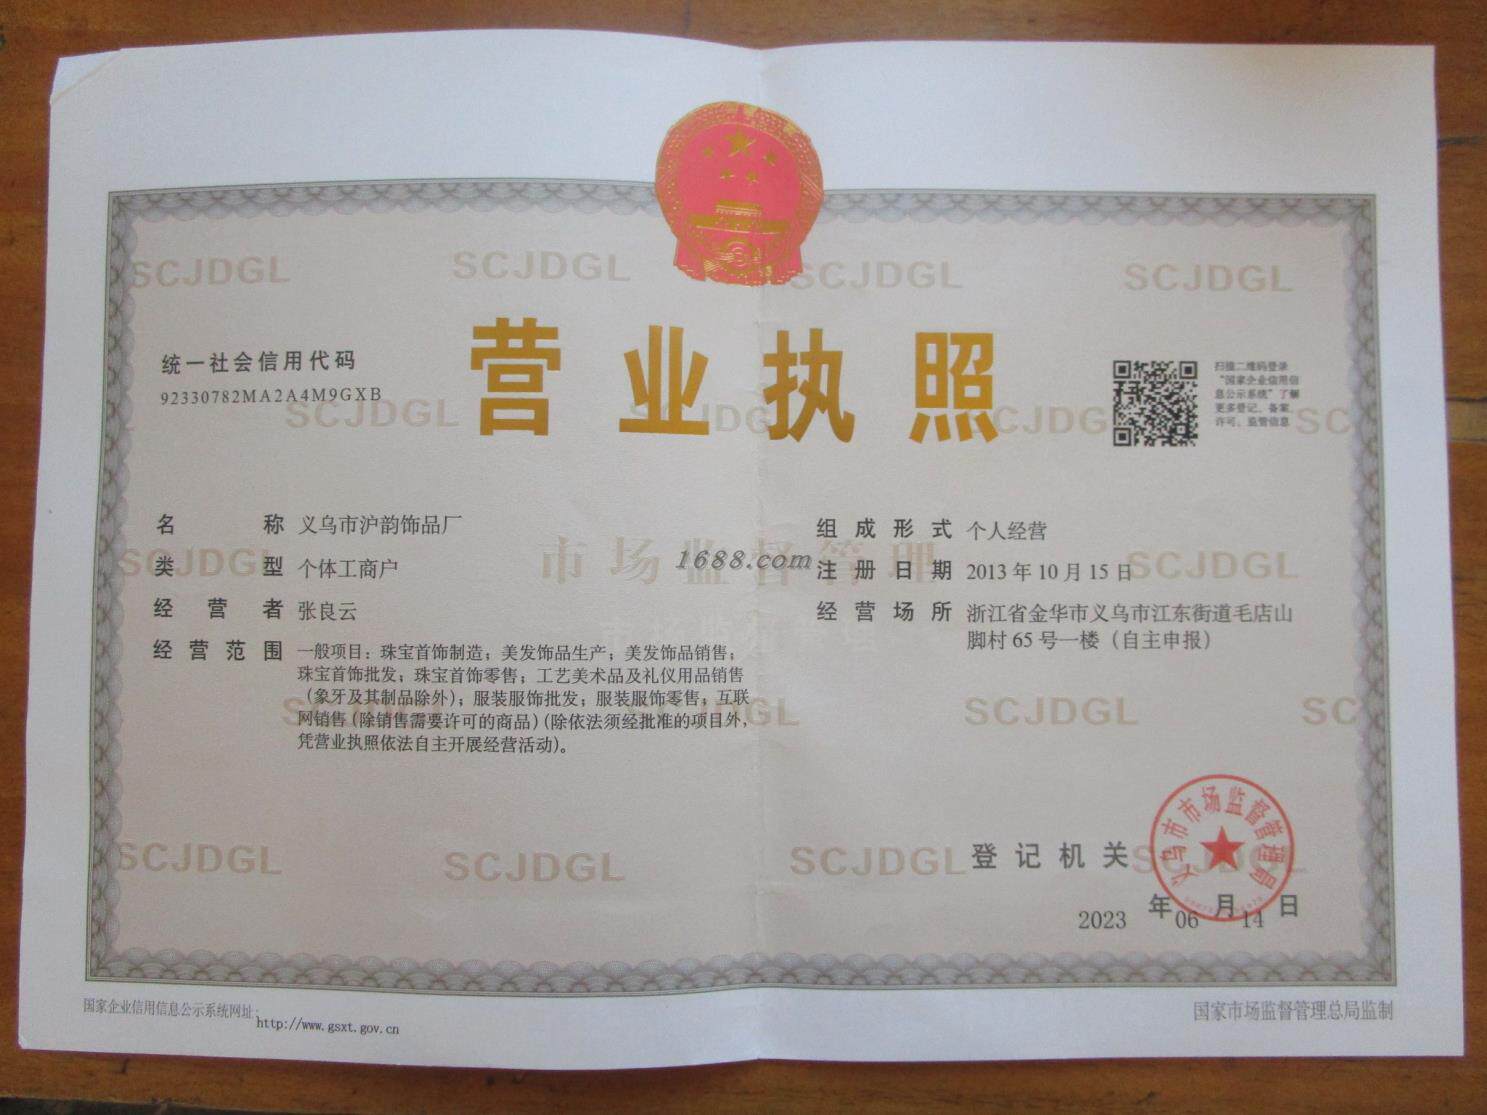 营业执照
统一社会信用代码
92330782MA2A4M9GXB
扫描二维码登录
“国家企业信用信
息公示系统”了解
更多登记、备案、
许可、监管信息
名称 义乌市沪韵饰品厂
类型 个体工商户
经营者 张良云
经营范围 一般项目：珠宝首饰制造；美发饰品生产；美发饰品销售；
珠宝首饰批发；珠宝首饰零售；工艺美术品及礼仪用品销售
（象牙及其制品除外）；服装服饰批发；服装服饰零售；互联
网销售（除销售需要许可的商品）(除依法须经批准的项目外，
凭营业执照依法自主开展经营活动)。
组成形式 个人经营
注册日期 2013年10月15日
经营场所 浙江省金华市义乌市江东街道毛店山
脚村65号一楼（自主申报）
1688.com
市场监督管理
SCJDGL SCJDGL SCJDGL SCJDGL
登记机关
义乌市市场监督管理局
2023年06月14日
国家企业信用信息公示系统网址：
http://www.gsxt.gov.cn
国家市场监督管理总局监制